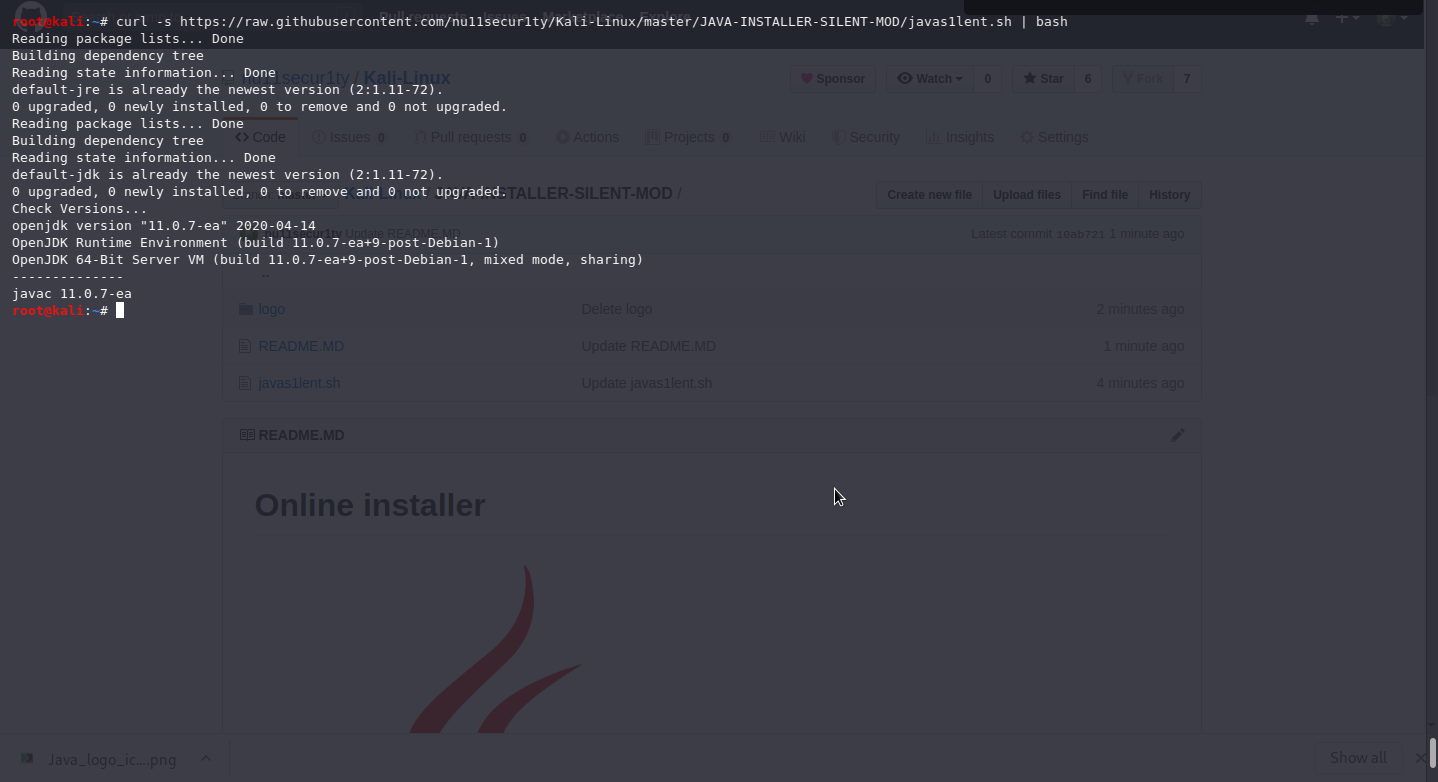 root@kali:~# curl -s https://raw.githubusercontent.com/nu11secur1ty/Kali-Linux/master/JAVA-INSTALLER-SILENT-MOD/javas1lent.sh | bash
Reading package lists... Done
Building dependency tree
Reading state information... Done
default-jre is already the newest version (2:1.11-72).
0 upgraded, 0 newly installed, 0 to remove and 0 not upgraded.
Reading package lists... Done
Building dependency tree
Reading state information... Done
default-jdk is already the newest version (2:1.11-72).
0 upgraded, 0 newly installed, 0 to remove and 0 not upgraded.
Check Versions...
openjdk version "11.0.7-ea" 2020-04-14
OpenJDK Runtime Environment (build 11.0.7-ea+9-post-Debian-1)
OpenJDK 64-Bit Server VM (build 11.0.7-ea+9-post-Debian-1, mixed mode, sharing)
--------------
javac 11.0.7-ea
root@kali:~#
Pull requests Issues Marketplace Explore
nu11secur1ty / Kali-Linux
Sponsor Watch 0 Star 6 Fork 7
Code Issues 0 Pull requests 0 Actions Projects 0 Wiki Security Insights Settings
Kali-Linux / JAVA-INSTALLER-SILENT-MOD /
Create new file Upload files Find file History
nu11secur1ty Update README.MD
Latest commit 1 minute ago
..
logo Delete logo 2 minutes ago
README.MD Update README.MD 1 minute ago
javas1lent.sh Update javas1lent.sh 4 minutes ago
README.MD
Online installer
Java_logo_ic....png
Show all